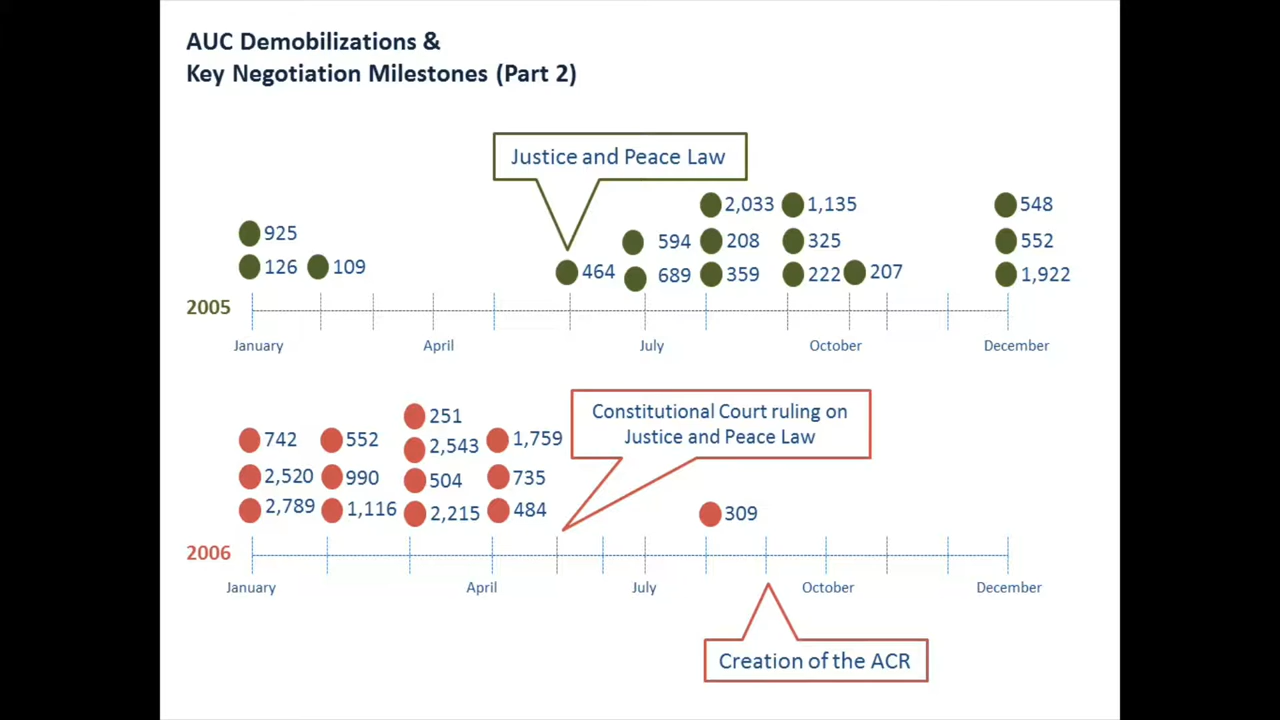 AUC Demobilizations &
Key Negotiation Milestones (Part 2)
Justice and Peace Law
2,033 1,135 548
925 594 208 325 552
126 109 464 689 359 222 207 1,922
2005
January April July October December
Constitutional Court ruling on
Justice and Peace Law
251
742 552 2,543 1,759
2,520 990 504 735
2,789 1,116 2,215 484 309
2006
January April July October December
Creation of the ACR